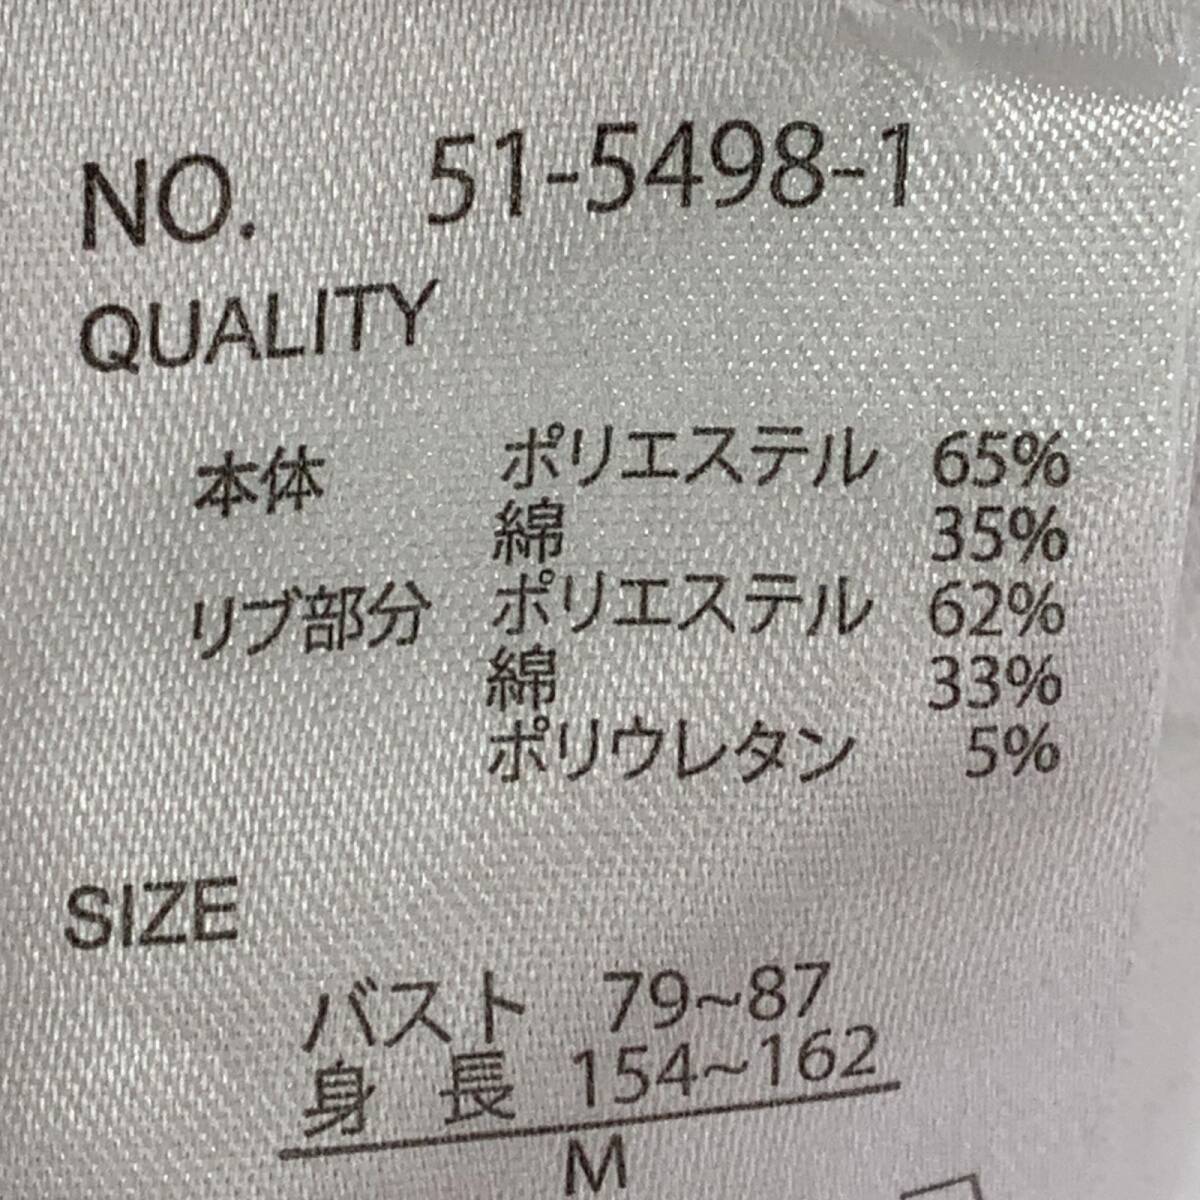 NO. 51-5498-1
QUALITY
本体 ポリエステル 65%
綿 35%
リブ部分 ポリエステル 62%
綿 33%
ポリウレタン 5%
SIZE
バスト 79~87
身長 154~162
M